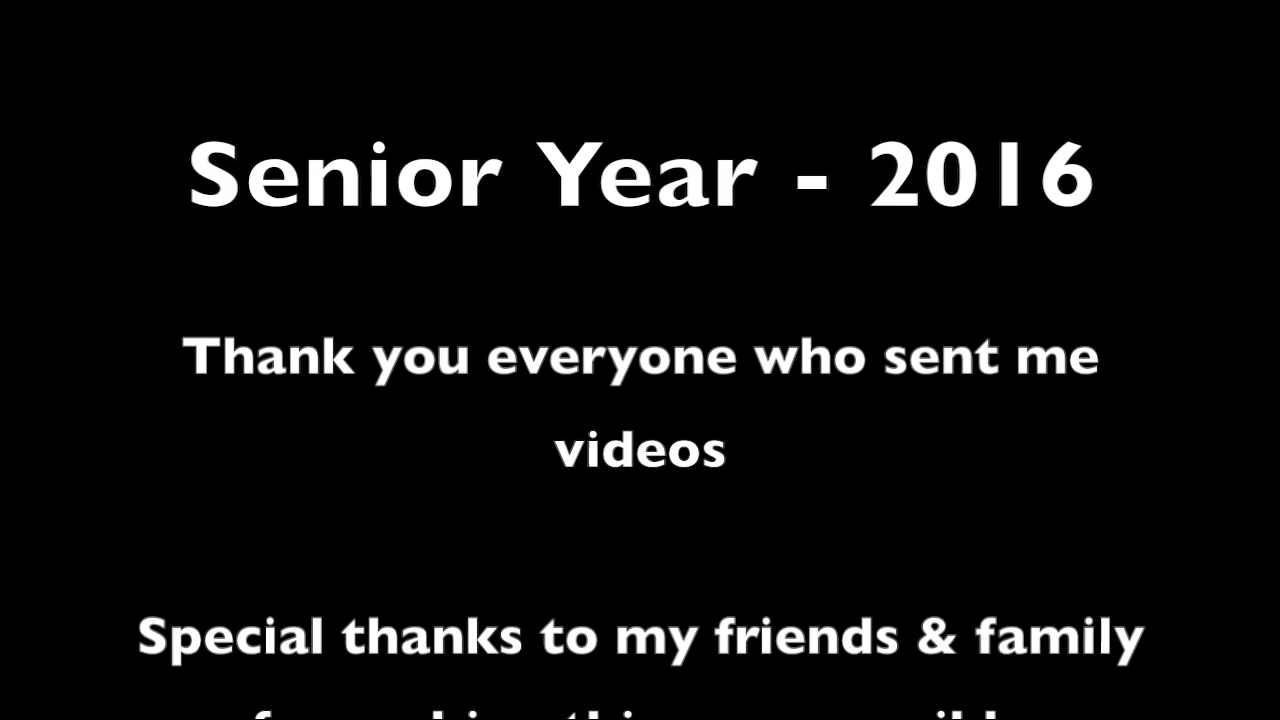 Senior Year - 2016
Thank you everyone who sent me
videos
Special thanks to my friends & family